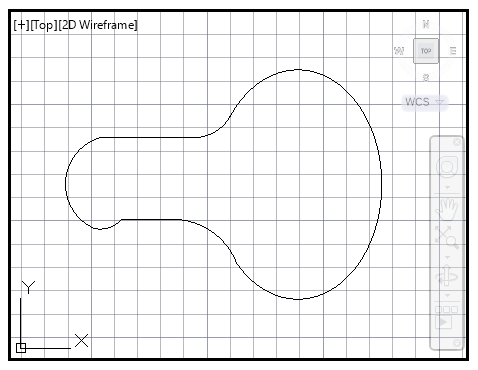 [+][Top][2D Wireframe]
N
W TOP E
S
WCS
Y
X